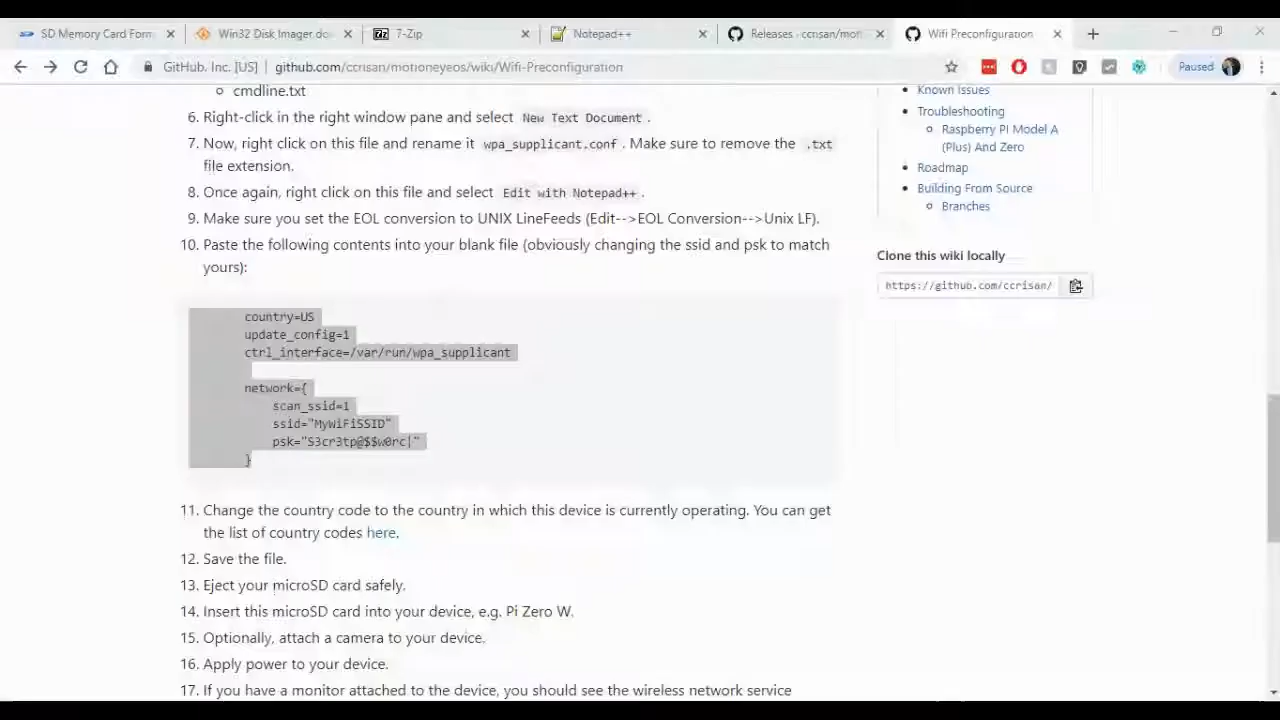 SD Memory Card Form
Win32 Disk Imager do
7-Zip
Notepad++
Releases · ccrisan/moti
Wifi Preconfiguration
GitHub, Inc. [US]
github.com/ccrisan/motioneyeos/wiki/Wifi-Preconfiguration
Paused
cmdline.txt
6. Right-click in the right window pane and select New Text Document .
7. Now, right click on this file and rename it wpa_supplicant.conf . Make sure to remove the .txt
file extension.
8. Once again, right click on this file and select Edit with Notepad++ .
9. Make sure you set the EOL conversion to UNIX LineFeeds (Edit-->EOL Conversion-->Unix LF).
10. Paste the following contents into your blank file (obviously changing the ssid and psk to match
yours):
country=US
update_config=1
ctrl_interface=/var/run/wpa_supplicant
network={
scan_ssid=1
ssid="MyWiFiSSID"
psk="S3cr3tp@$$w0rc|"
}
11. Change the country code to the country in which this device is currently operating. You can get
the list of country codes here.
12. Save the file.
13. Eject your microSD card safely.
14. Insert this microSD card into your device, e.g. Pi Zero W.
15. Optionally, attach a camera to your device.
16. Apply power to your device.
17. If you have a monitor attached to the device, you should see the wireless network service
Known Issues
Troubleshooting
Raspberry PI Model A
(Plus) And Zero
Roadmap
Building From Source
Branches
Clone this wiki locally
https://github.com/ccrisan/